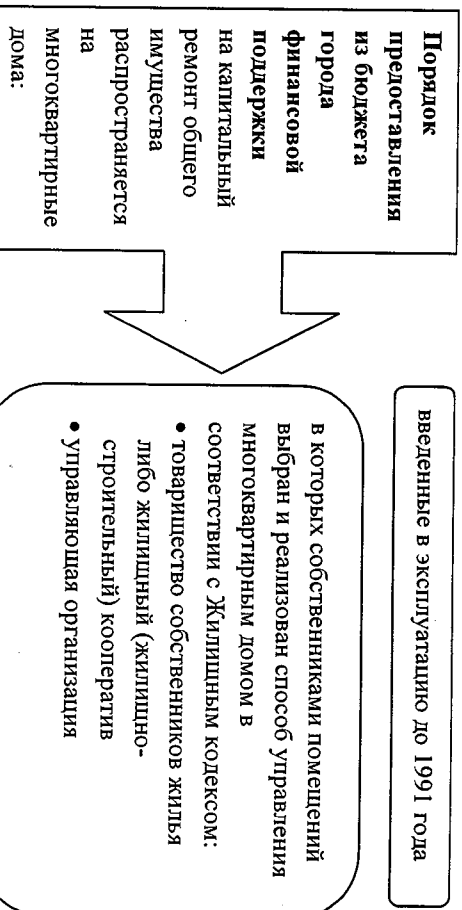 Порядок
предоставления
из бюджета
города
финансовой
поддержки
на капитальный
ремонт общего
имущества
распространяется
на
многоквартирные
дома:
введенные в эксплуатацию до 1991 года
в которых собственниками помещений
выбран и реализован способ управления
многоквартирным домом в
соответствии с Жилищным кодексом:
• товарищество собственников жилья
либо жилищный (жилищно-
строительный) кооператив
• управляющая организация